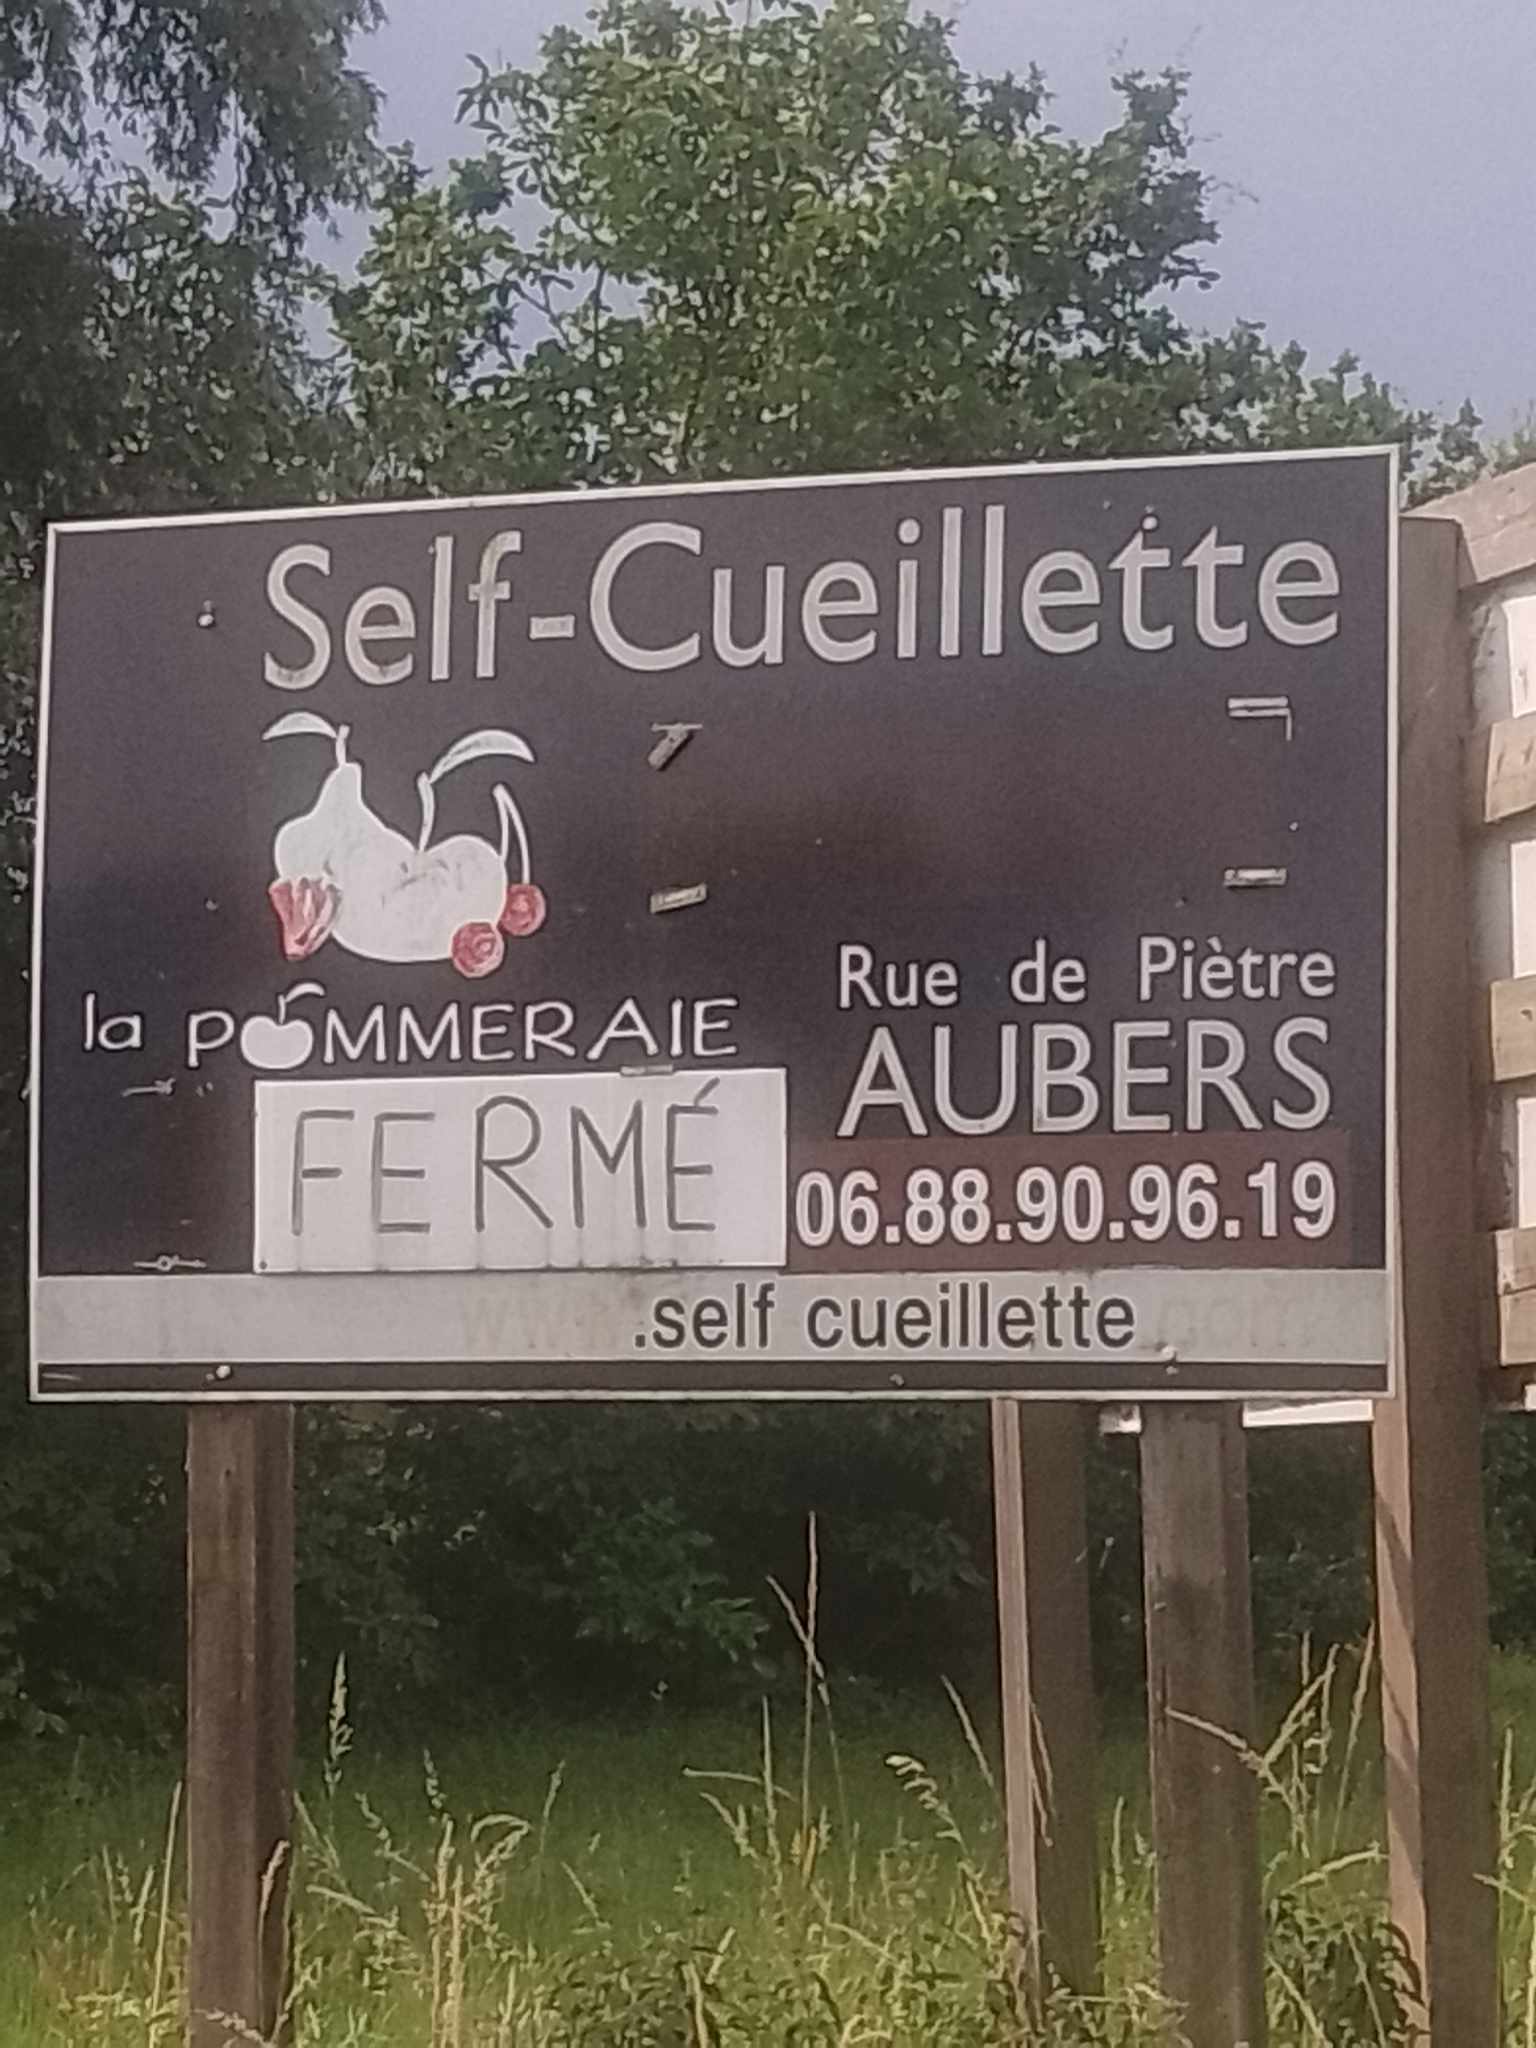 Self-Cueillette
la POMMERAIE
FERMÉ
Rue de Piètre
AUBERS
06.88.90.96.19
.self cueillette